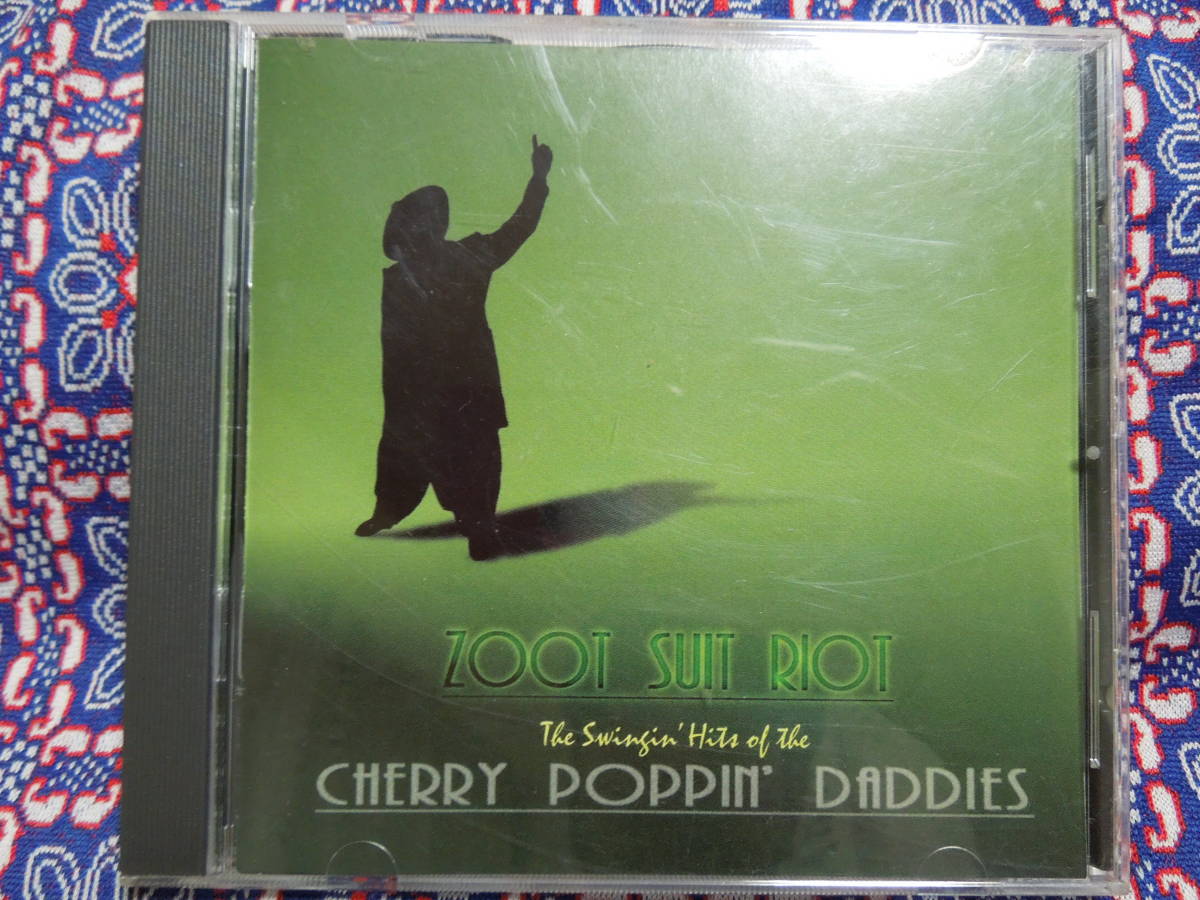 ZOOT SUIT RIOT
The Swingin' Hits of the
CHERRY POPPIN' DADDIES